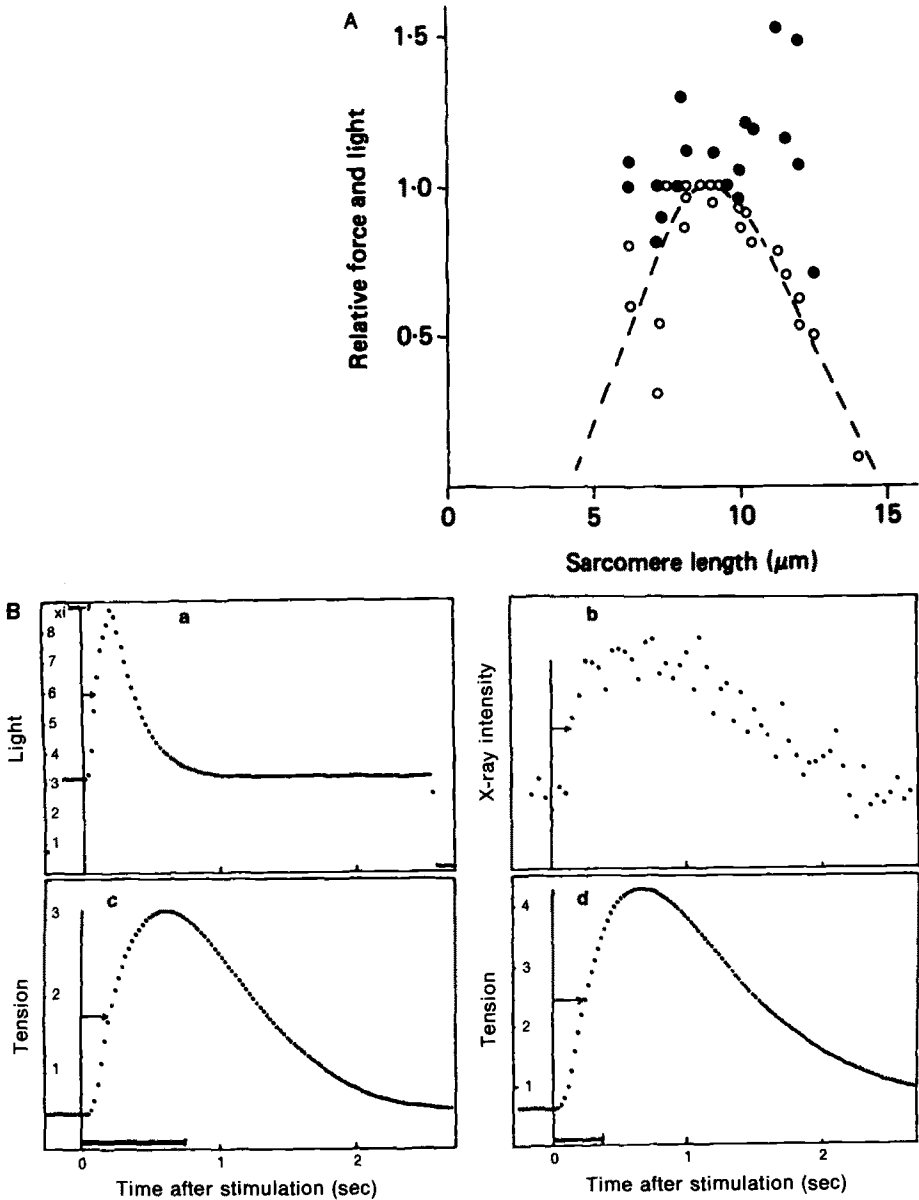 A
Relative force and light
1·5
1·0
0·5
0
5
10
15
Sarcomere length (μm)
B
a
xi
8
7
6
5
4
3
2
1
Light
b
X-ray intensity
c
3
2
1
Tension
0
1
2
Time after stimulation (sec)
d
4
3
2
1
Tension
0
1
2
Time after stimulation (sec)